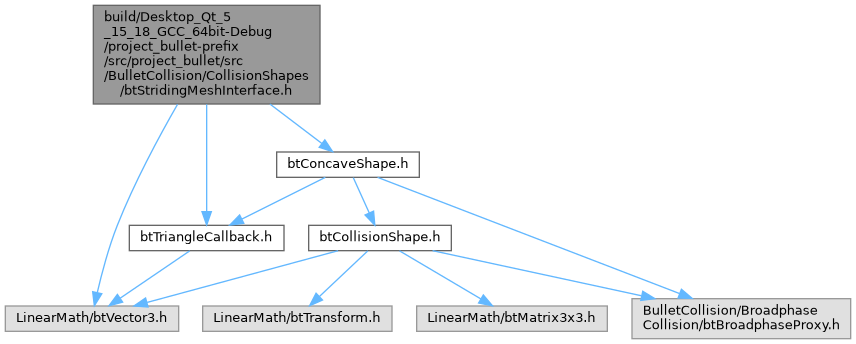 build/Desktop_Qt_5
_15_18_GCC_64bit-Debug
/project_bullet-prefix
/src/project_bullet/src
/BulletCollision/CollisionShapes
/btStridingMeshInterface.h
btConcaveShape.h
btTriangleCallback.h
btCollisionShape.h
LinearMath/btVector3.h
LinearMath/btTransform.h
LinearMath/btMatrix3x3.h
BulletCollision/Broadphase
Collision/btBroadphaseProxy.h